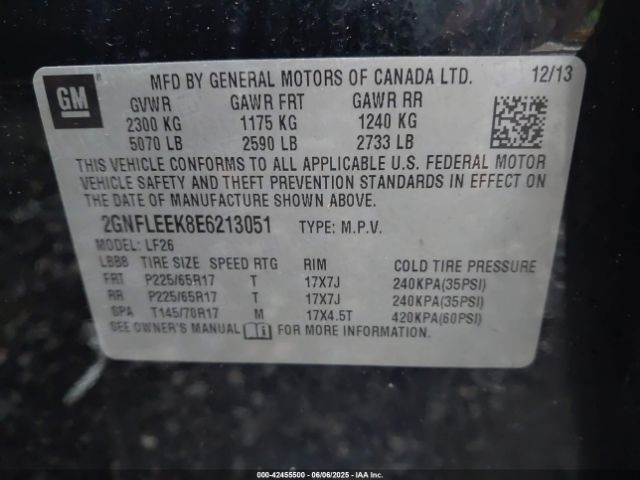 GM
MFD BY GENERAL MOTORS OF CANADA LTD. 12/13
GVWR GAWR FRT GAWR RR
2300 KG 1175 KG 1240 KG
5070 LB 2590 LB 2733 LB
THIS VEHICLE CONFORMS TO ALL APPLICABLE U.S. FEDERAL MOTOR
VEHICLE SAFETY AND THEFT PREVENTION STANDARDS IN EFFECT ON
THE DATE OF MANUFACTURE SHOWN ABOVE.
2GNFLEEK8E6213051 TYPE: M.P.V.
MODEL: LF26
LBBB TIRE SIZE SPEED RTG RIM COLD TIRE PRESSURE
FRT P225/65R17 T 17X7J 240KPA(35PSI)
RR P225/65R17 T 17X7J 240KPA(35PSI)
SPA T145/70R17 M 17X4.5T 420KPA(60PSI)
SEE OWNER'S MANUAL FOR MORE INFORMATION.
000-42455500 - 06/06/2025 - IAA Inc.